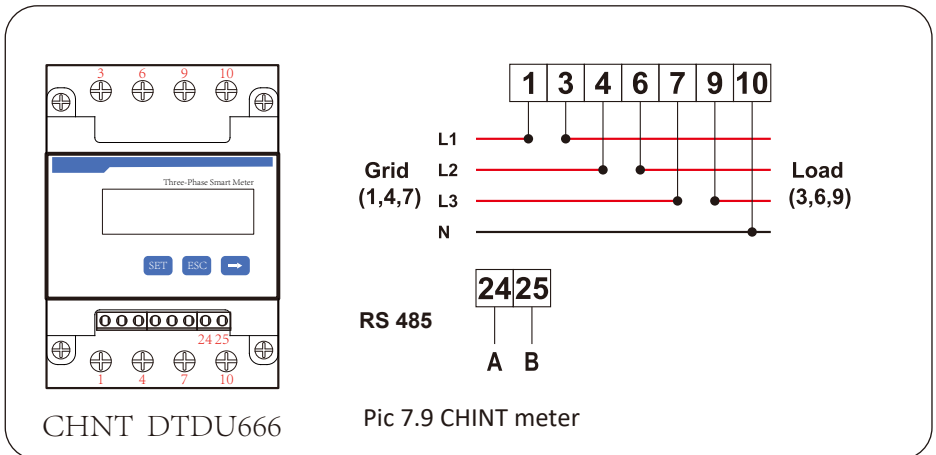 3 6 9 10
Three-Phase Smart Meter
SET ESC
24 25
1 4 7 10
CHNT DTDU666
1 3 4 6 7 9 10
L1
Grid L2 Load
(1,4,7) L3 (3,6,9)
N
24 25
RS 485
A B
Pic 7.9 CHINT meter